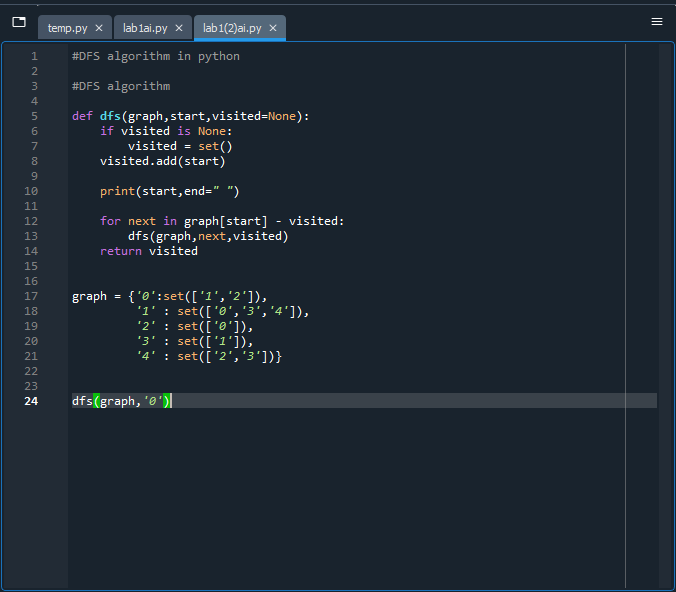 temp.py × lab1ai.py × lab1(2)ai.py ×
1 #DFS algorithm in python
2
3 #DFS algorithm
4
5 def dfs(graph,start,visited=None):
6     if visited is None:
7         visited = set()
8     visited.add(start)
9
10     print(start,end=" ")
11
12     for next in graph[start] - visited:
13         dfs(graph,next,visited)
14     return visited
15
16
17 graph = {'0':set(['1','2']),
18          '1' : set(['0','3','4']),
19          '2' : set(['0']),
20          '3' : set(['1']),
21          '4' : set(['2','3'])}
22
23
24 dfs(graph,'0')